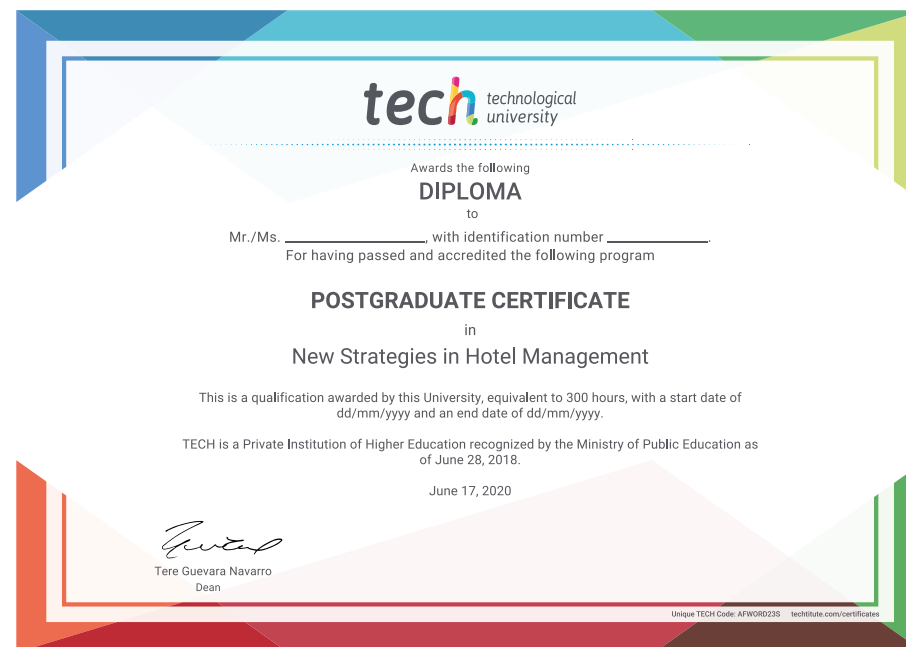 tech technological
university
Awards the following
DIPLOMA
to
Mr./Ms. ____________, with identification number ____________.
For having passed and accredited the following program
POSTGRADUATE CERTIFICATE
in
New Strategies in Hotel Management
This is a qualification awarded by this University, equivalent to 300 hours, with a start date of
dd/mm/yyyy and an end date of dd/mm/yyyy.
TECH is a Private Institution of Higher Education recognized by the Ministry of Public Education as
of June 28, 2018.
June 17, 2020
Tere Guevara Navarro
Dean
Unique TECH Code: AFWORD23S techtitute.com/certificates